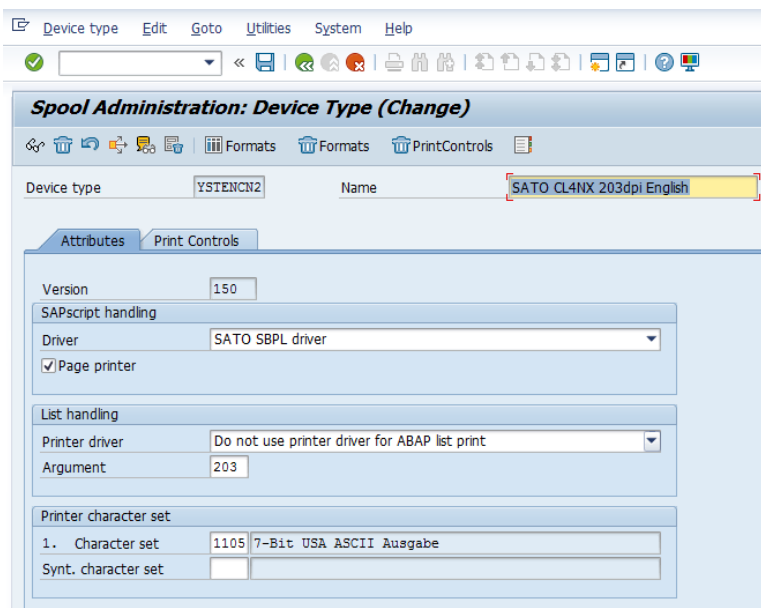 Device type Edit Goto Utilities System Help
Spool Administration: Device Type (Change)
Formats Formats PrintControls
Device type YSTENCN2 Name SATO CL4NX 203dpi English
Attributes Print Controls
Version 150
SAPscript handling
Driver SATO SBPL driver
Page printer
List handling
Printer driver Do not use printer driver for ABAP list print
Argument 203
Printer character set
1. Character set 1105 7-Bit USA ASCII Ausgabe
Synt. character set